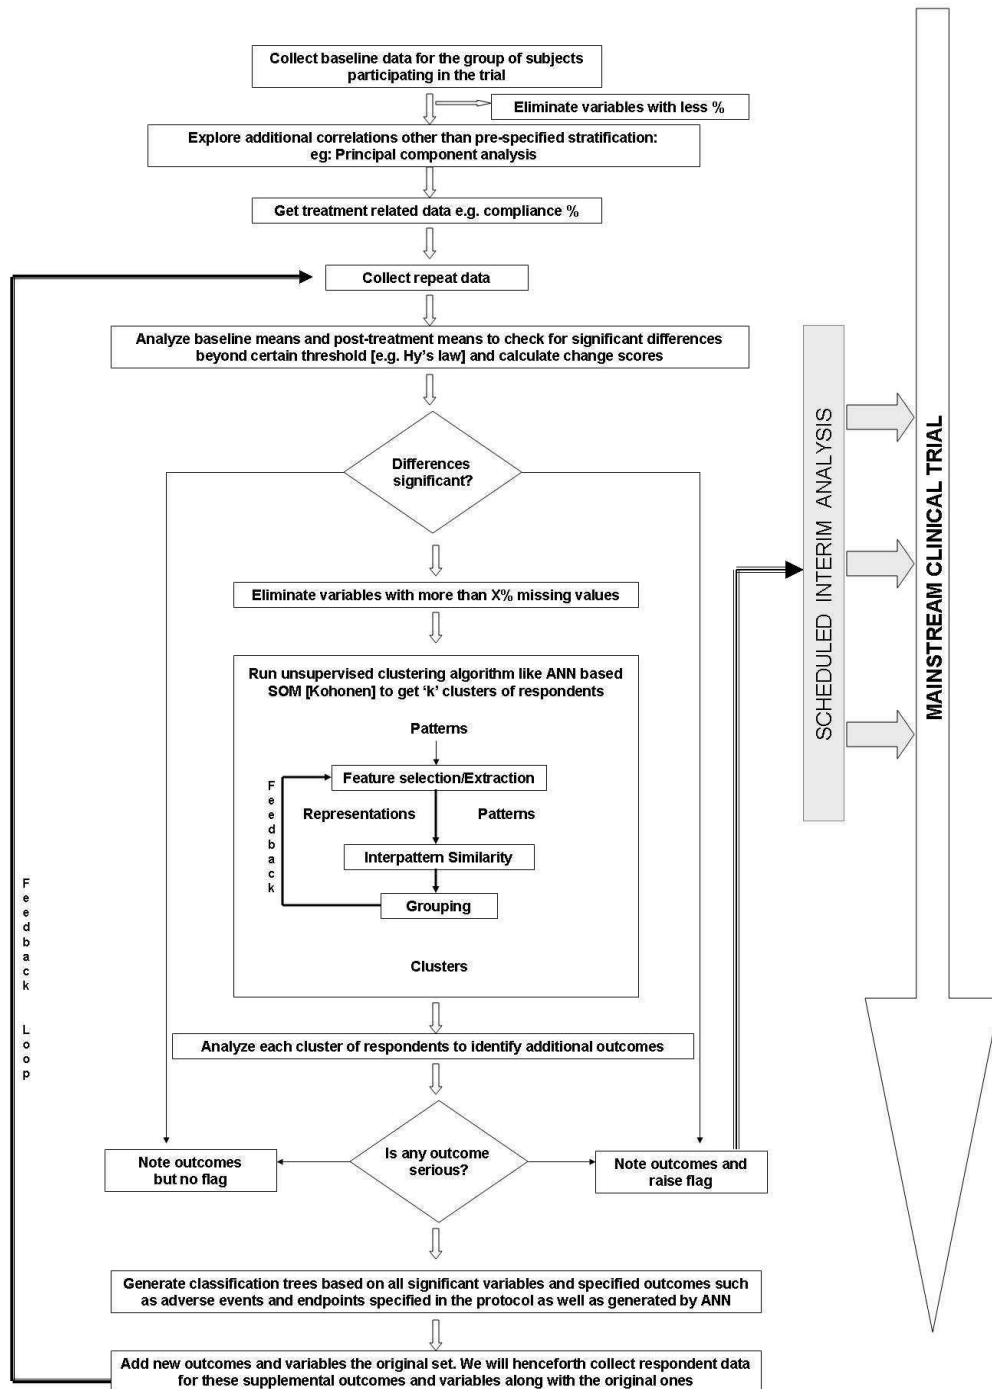 Collect baseline data for the group of subjects
participating in the trial
Eliminate variables with less %
Explore additional correlations other than pre-specified stratification:
eg: Principal component analysis
Get treatment related data e.g. compliance %
Collect repeat data
Analyze baseline means and post-treatment means to check for significant differences
beyond certain threshold [e.g. Hy's law] and calculate change scores
Differences
significant?
Eliminate variables with more than X% missing values
Run unsupervised clustering algorithm like ANN based
SOM [Kohonen] to get ‘k’ clusters of respondents
Patterns
Feature selection/Extraction
Feedback
Representations
Patterns
Interpattern Similarity
Grouping
Clusters
Analyze each cluster of respondents to identify additional outcomes
Is any outcome
serious?
Note outcomes
but no flag
Note outcomes and
raise flag
Generate classification trees based on all significant variables and specified outcomes such
as adverse events and endpoints specified in the protocol as well as generated by ANN
Add new outcomes and variables the original set. We will henceforth collect respondent data
for these supplemental outcomes and variables along with the original ones
Feedback Loop
SCHEDULED INTERIM ANALYSIS
MAINSTREAM CLINICAL TRIAL